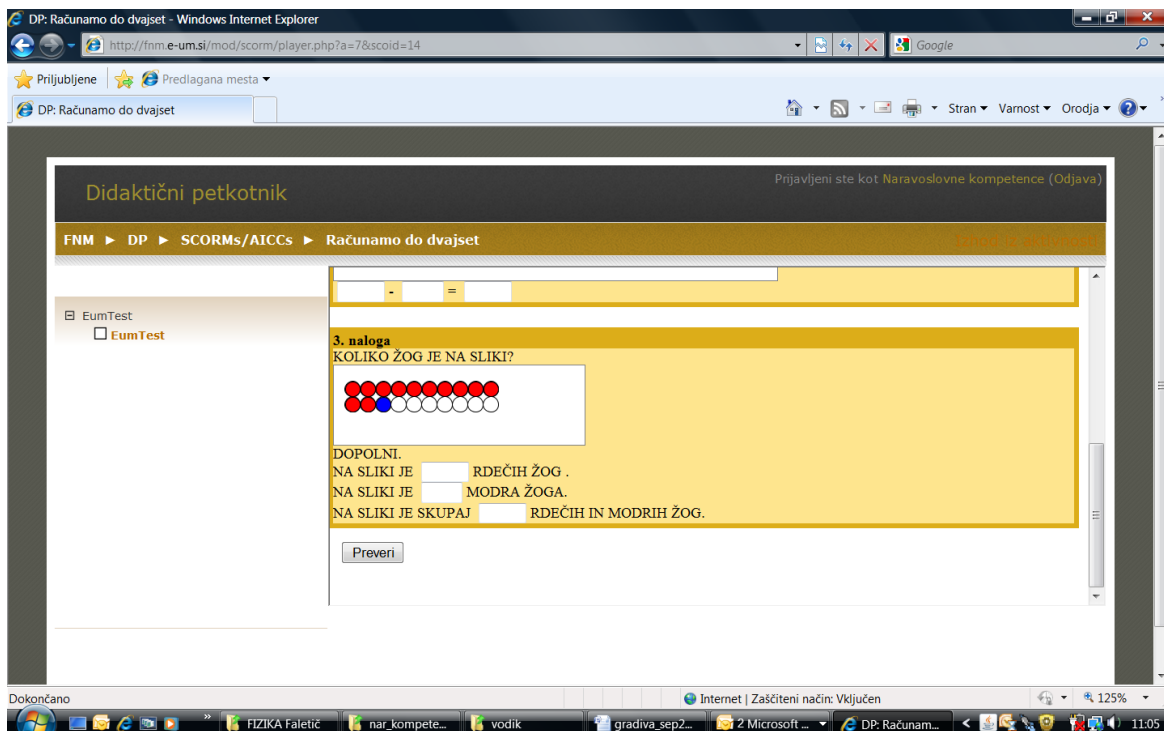 DP: Računamo do dvajset - Windows Internet Explorer
http://fnm.e-um.si/mod/scorm/player.php?a=7&scoid=14
Google
Priljubljene
Predlagana mesta
DP: Računamo do dvajset
Stran
Varnost
Orodja
Didaktični petkotnik
Prijavljeni ste kot Naravoslovne kompetence (Odjava)
FNM ► DP ► SCORMs/AICCs ► Računamo do dvajset
- =
EumTest
EumTest
3. naloga
KOLIKO ŽOG JE NA SLIKI?
DOPOLNI.
NA SLIKI JE RDEČIH ŽOG .
NA SLIKI JE MODRA ŽOGA.
NA SLIKI JE SKUPAJ RDEČIH IN MODRIH ŽOG.
Preveri
Dokončano
Internet | Zaščiteni način: Vključen
125%
FIZIKA Faletič
nar_kompete...
vodik
gradiva_sep2...
2 Microsoft ...
DP: Računam...
11:05